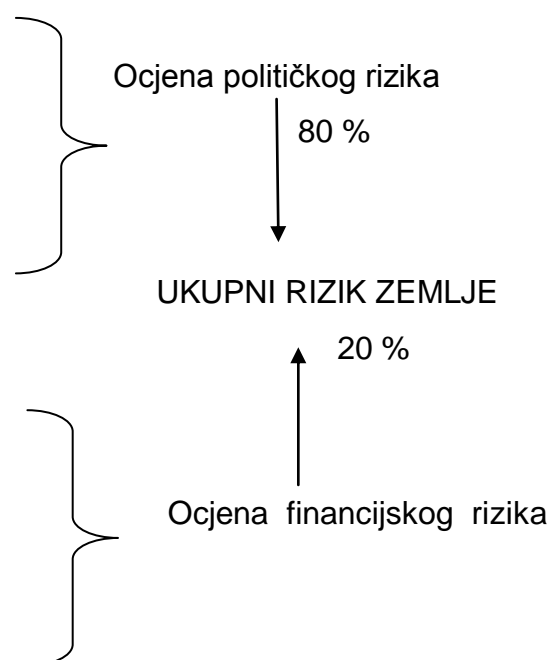 Ocjena političkog rizika
80 %
UKUPNI RIZIK ZEMLJE
20 %
Ocjena financijskog rizika